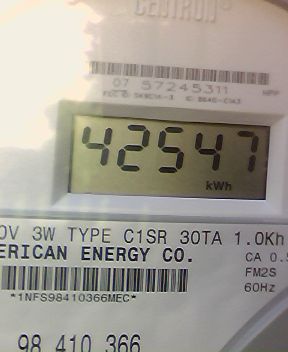 CENTRON®
07 57245311
42547
kWh
0V 3W TYPE C1SR 30TA 1.0Kh
ERICAN ENERGY CO.
CA 0.5
FM2S
*1NFS98410366MEC*
60Hz
98 410 366